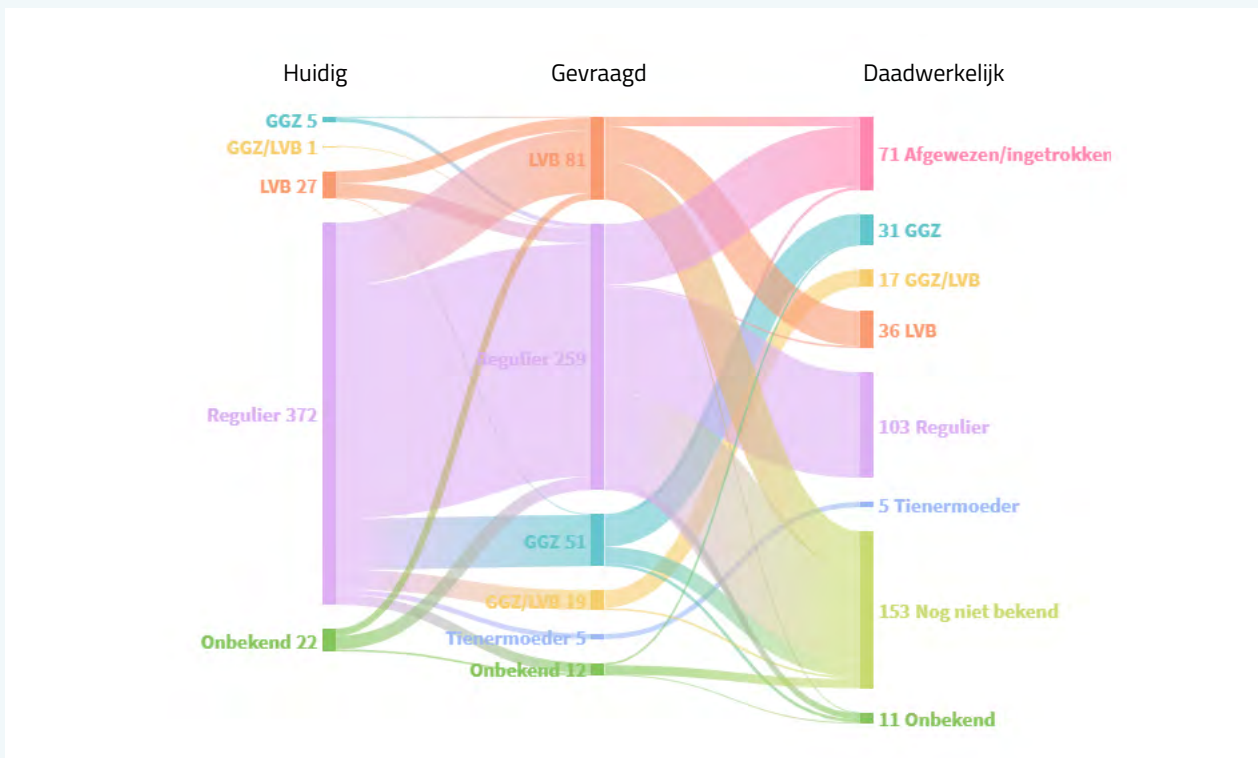 Huidig
Gevraagd
Daadwerkelijk
GGZ 5
GGZ/LVB 1
LVB 27
Regulier 372
Onbekend 22
LVB 81
Regulier 259
GGZ 51
GGZ/LVB 19
Tienermoeder 5
Onbekend 12
71 Afgewezen/ingetrokken
31 GGZ
17 GGZ/LVB
36 LVB
103 Regulier
5 Tienermoeder
153 Nog niet bekend
11 Onbekend